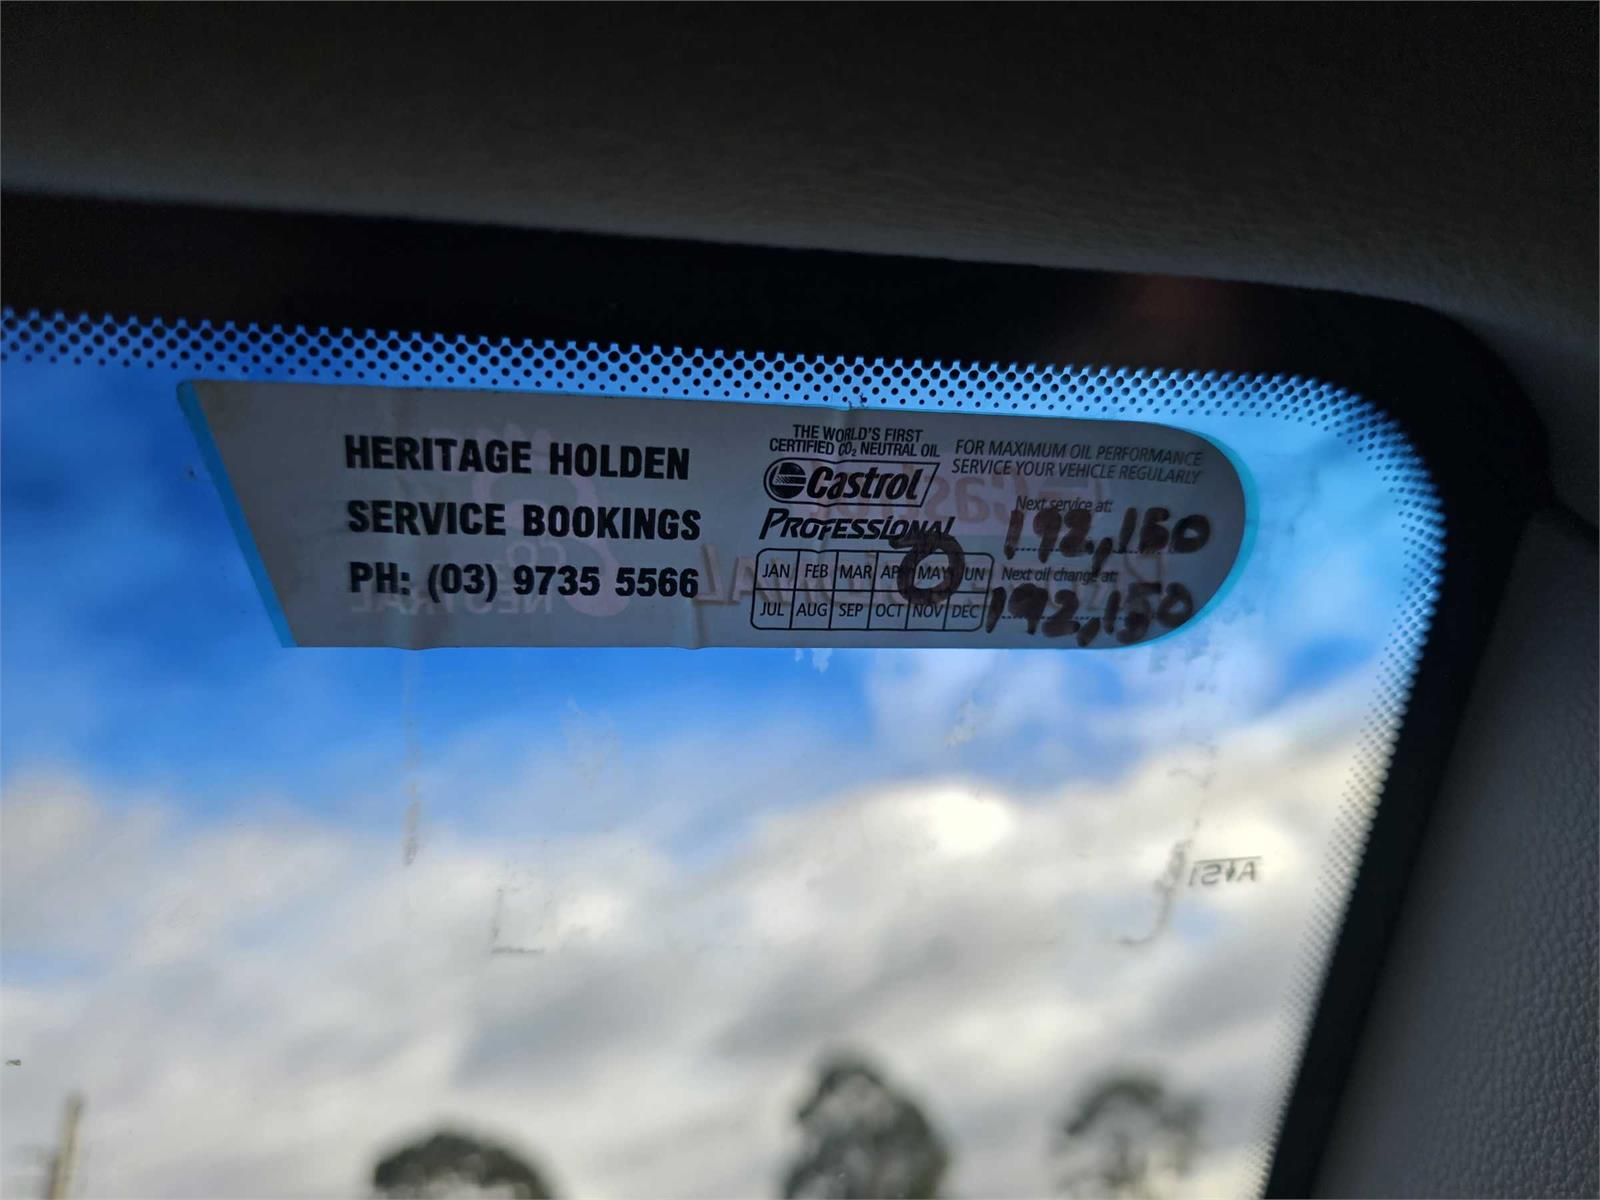 HERITAGE HOLDEN
SERVICE BOOKINGS
PH: (03) 9735 5566
THE WORLD'S FIRST
CERTIFIED CO₂ NEUTRAL OIL
Castrol
PROFESSIONAL
JAN FEB MAR MAY
JUL AUG SEP OCT NOV DEC
FOR MAXIMUM OIL PERFORMANCE
SERVICE YOUR VEHICLE REGULARLY
Next service at:
192,150
Next oil change at:
192,150